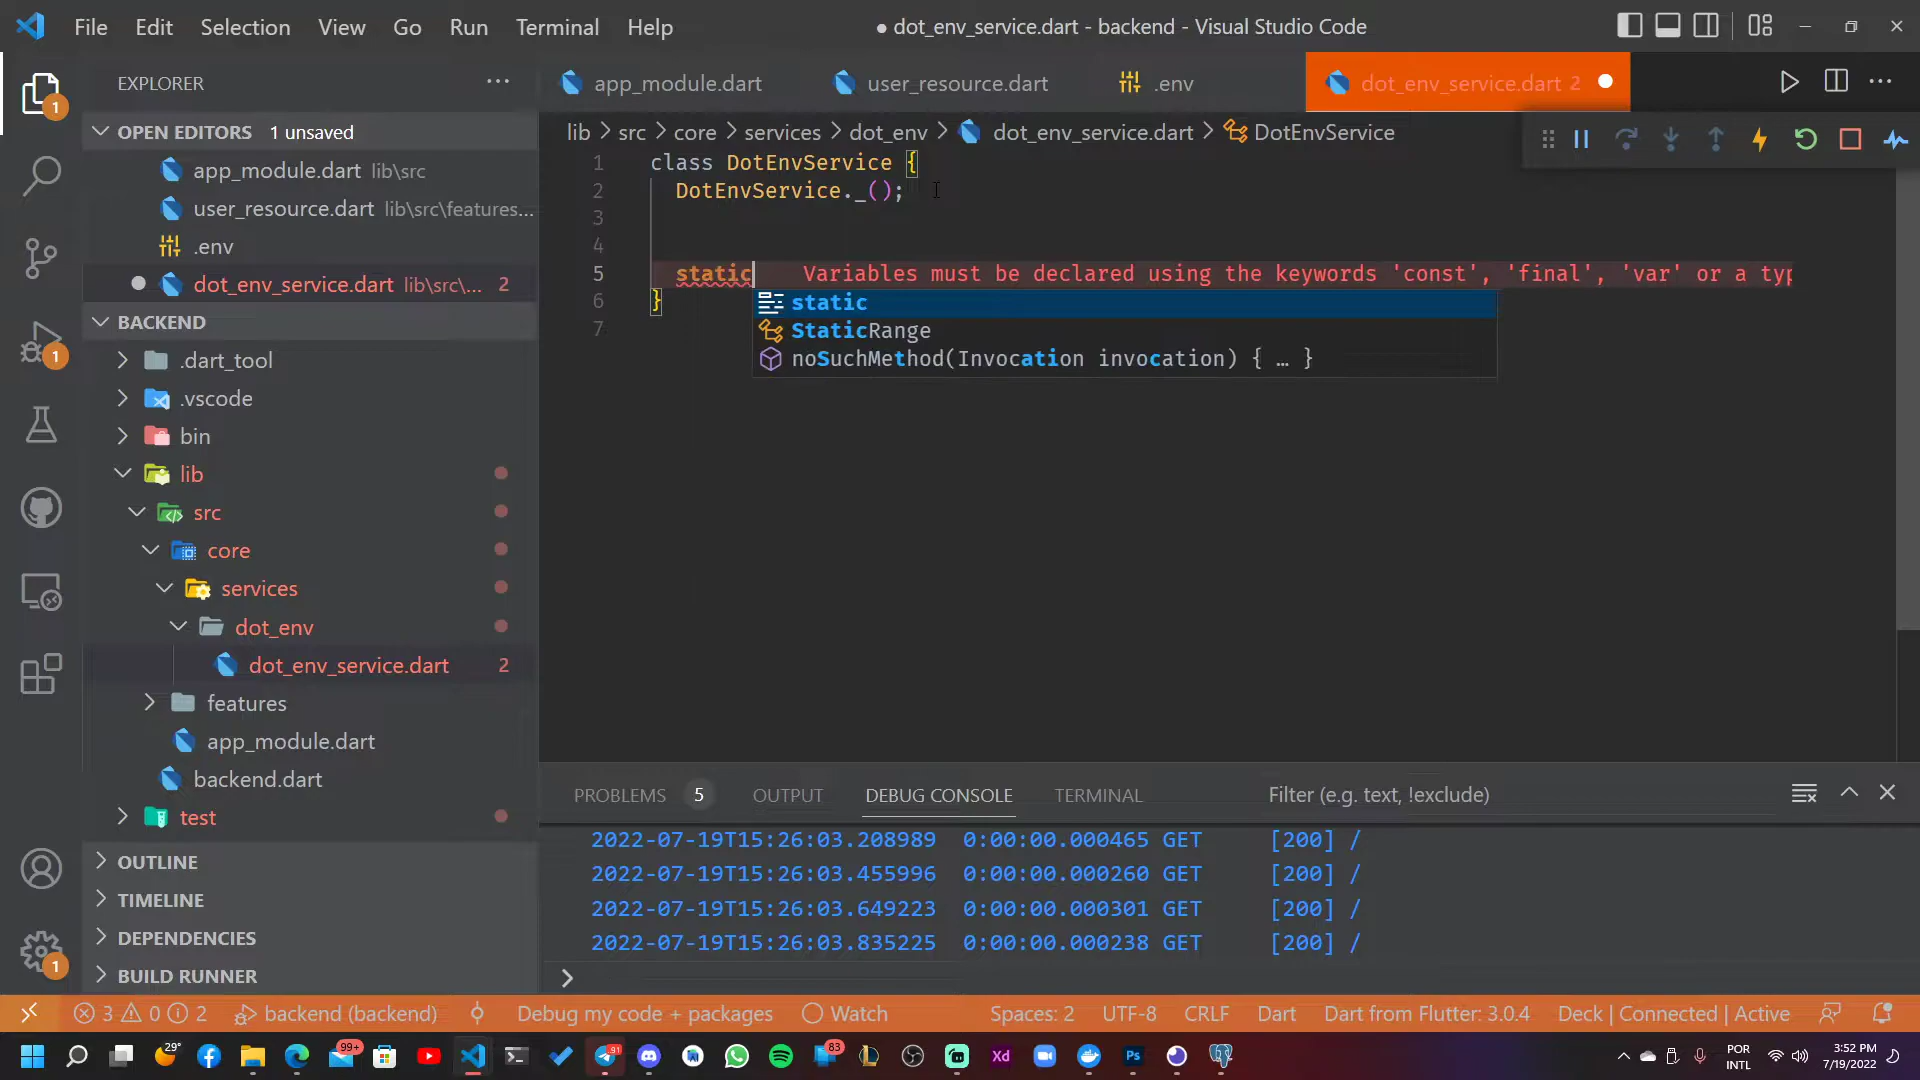 File Edit Selection View Go Run Terminal Help
● dot_env_service.dart - backend - Visual Studio Code
EXPLORER
app_module.dart
user_resource.dart
.env
dot_env_service.dart 2
OPEN EDITORS 1 unsaved
app_module.dart lib\src
user_resource.dart lib\src\features...
.env
dot_env_service.dart lib\src\... 2
BACKEND
.dart_tool
.vscode
bin
lib
src
core
services
dot_env
dot_env_service.dart 2
features
app_module.dart
backend.dart
test
OUTLINE
TIMELINE
DEPENDENCIES
BUILD RUNNER
1
1
1
lib > src > core > services > dot_env > dot_env_service.dart > DotEnvService
1 class DotEnvService {
2 DotEnvService._();
3
4
5 static Variables must be declared using the keywords 'const', 'final', 'var' or a typ
6 }
7
static
StaticRange
noSuchMethod(Invocation invocation) { … }
PROBLEMS 5 OUTPUT DEBUG CONSOLE TERMINAL Filter (e.g. text, !exclude)
2022-07-19T15:26:03.208989 0:00:00.000465 GET [200] /
2022-07-19T15:26:03.455996 0:00:00.000260 GET [200] /
2022-07-19T15:26:03.649223 0:00:00.000301 GET [200] /
2022-07-19T15:26:03.835225 0:00:00.000238 GET [200] /
>
3 0 2 backend (backend) Debug my code + packages Watch Spaces: 2 UTF-8 CRLF Dart Dart from Flutter: 3.0.4 Deck | Connected | Active
29° 99+ 91 83 Xd Ps
POR
INTL
3:52 PM
7/19/2022